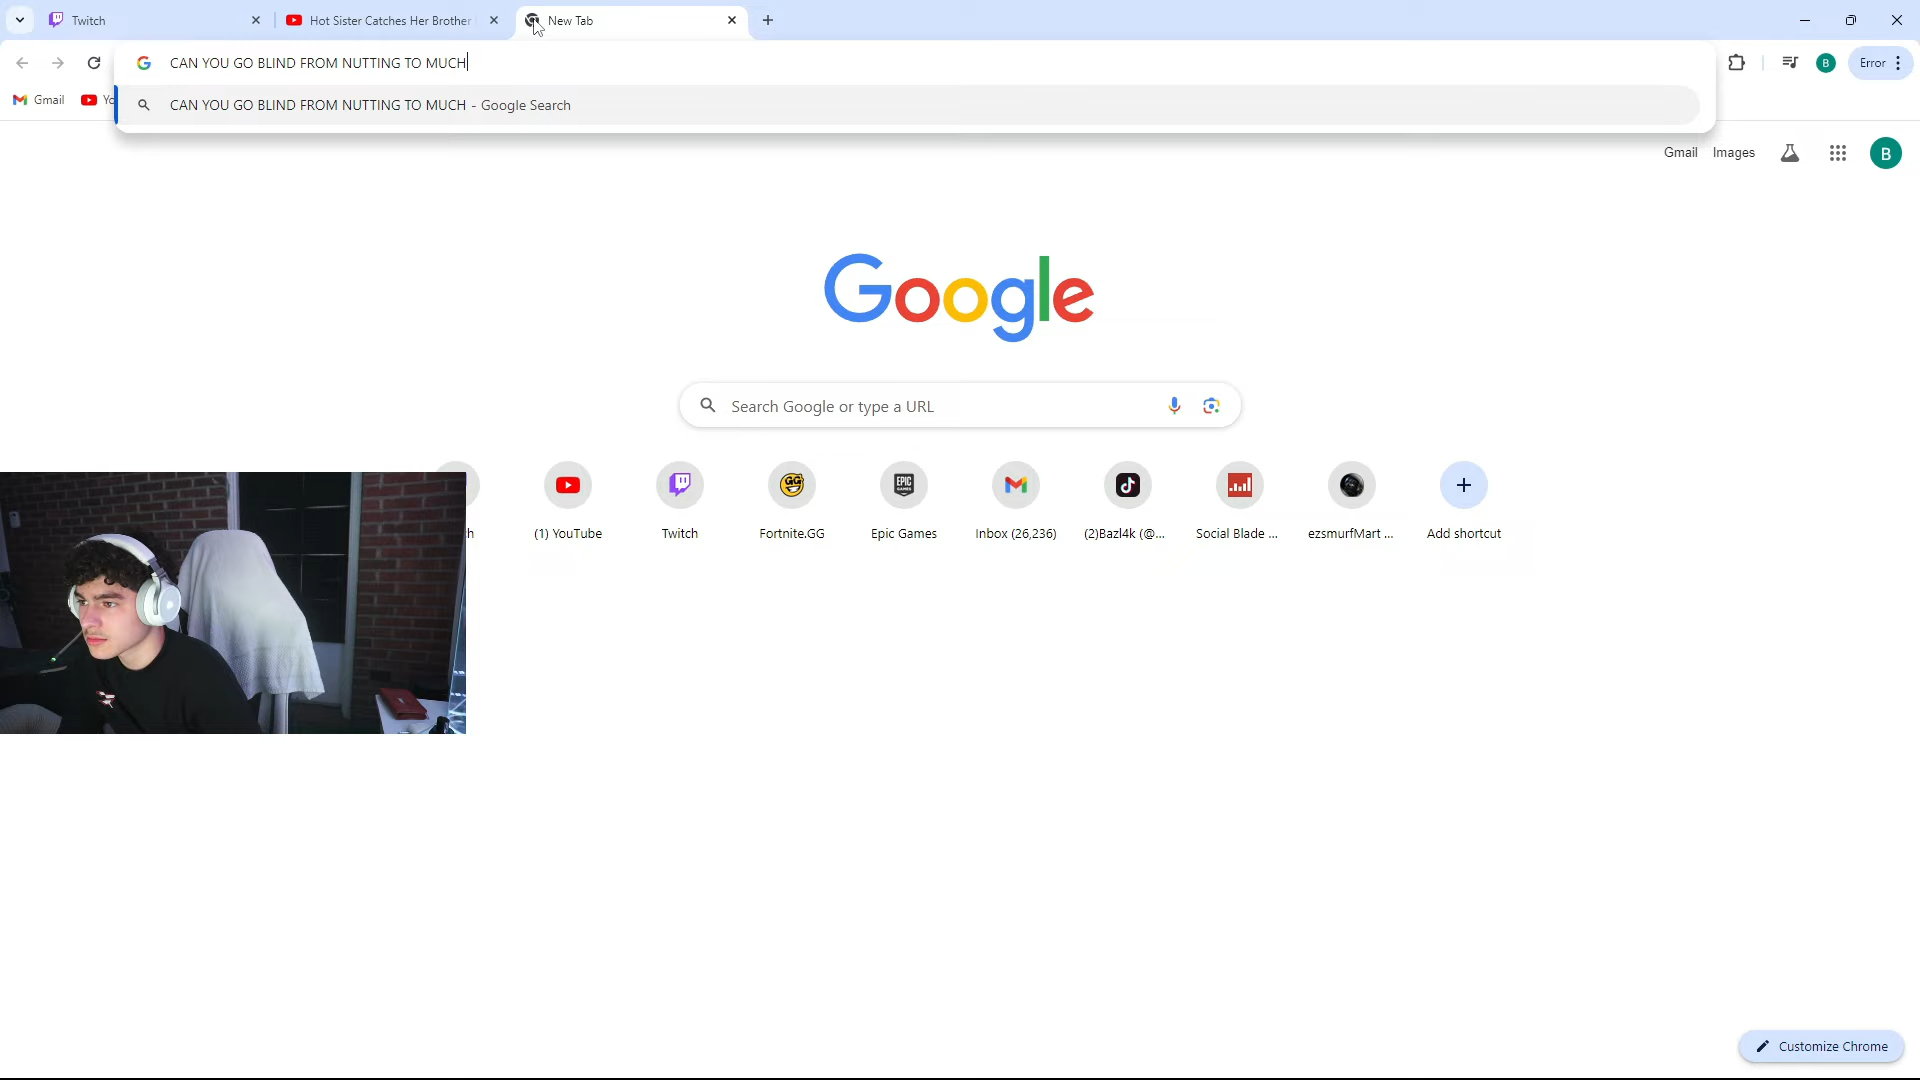 Twitch
Hot Sister Catches Her Brother
New Tab
CAN YOU GO BLIND FROM NUTTING TO MUCH
Error
Gmail
CAN YOU GO BLIND FROM NUTTING TO MUCH - Google Search
Gmail Images
B
Google
Search Google or type a URL
(1) YouTube
Twitch
Fortnite.GG
Epic Games
Inbox (26,236)
(2)Bazl4k (@...
Social Blade ...
ezsmurfMart ...
Add shortcut
Customize Chrome